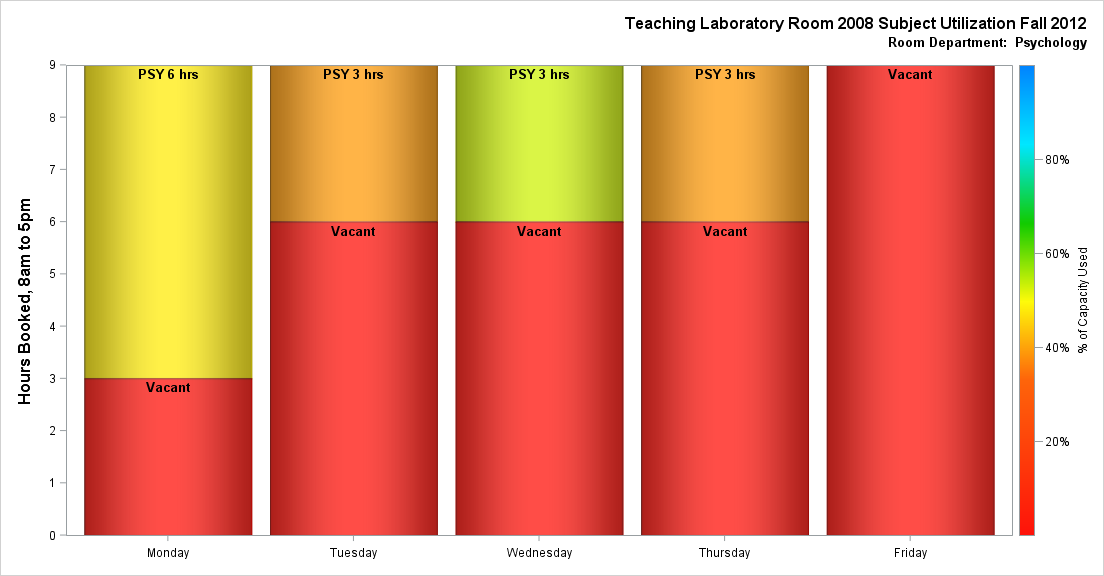 Teaching Laboratory Room 2008 Subject Utilization Fall 2012
Room Department:  Psychology
Hours Booked, 8am to 5pm
9
8
7
6
5
4
3
2
1
0
PSY 6 hrs
Vacant
PSY 3 hrs
Vacant
PSY 3 hrs
Vacant
PSY 3 hrs
Vacant
Vacant
Monday
Tuesday
Wednesday
Thursday
Friday
80%
60%
40%
20%
% of Capacity Used